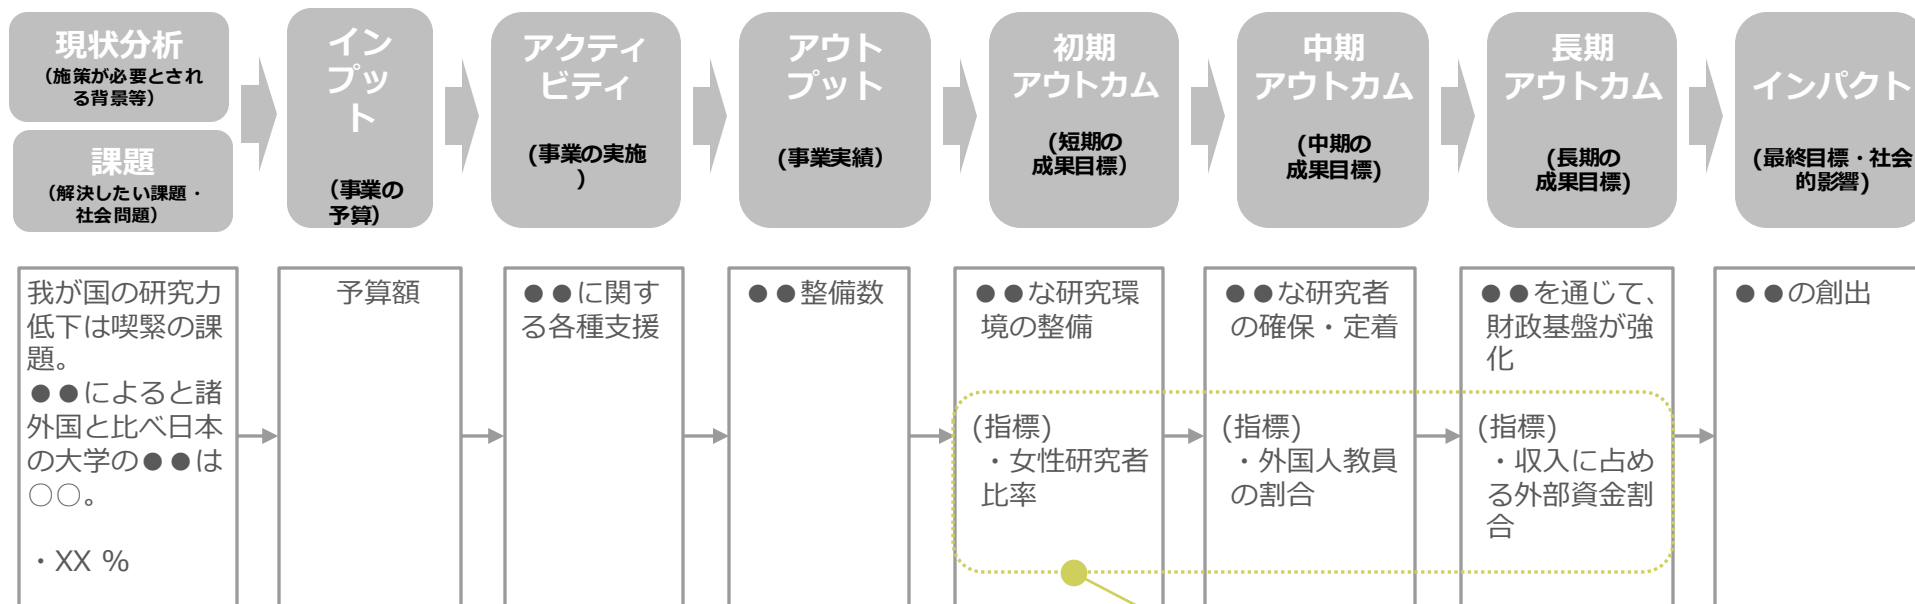 現状分析
（施策が必要とされ
る背景等）
課題
（解決したい課題・
社会問題）
イン
プッ
ト
（事業の
予算）
アクティ
ビティ
(事業の実施
)
アウト
プット
(事業実績）
初期
アウトカム
(短期の
成果目標）
中期
アウトカム
(中期の
成果目標)
長期
アウトカム
(長期の
成果目標)
インパクト
(最終目標・社会
的影響)
我が国の研究力
低下は喫緊の課
題。
●●によると諸
外国と比べ日本
の大学の●●は
○○。
・XX %
予算額
●●に関す
る各種支援
●●整備数
●●な研究環
境の整備
(指標)
・女性研究者
比率
●●な研究者
の確保・定着
(指標)
・外国人教員
の割合
●●を通じて、
財政基盤が強
化
(指標)
・収入に占め
る外部資金割
合
●●の創出